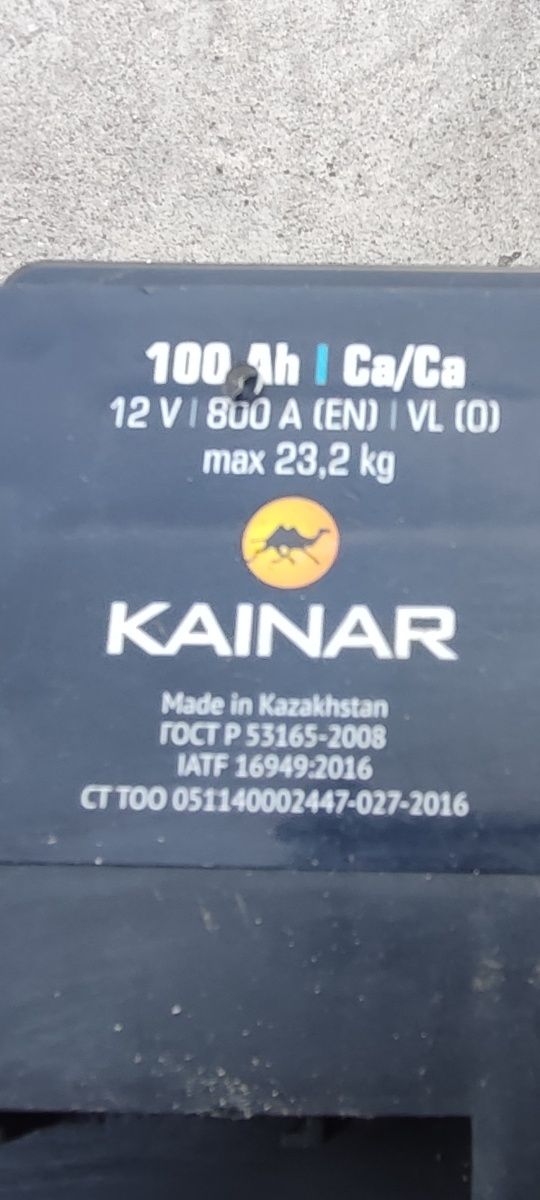 100 Ah | Ca/Ca
12 V | 800 A (EN) | VL (0)
max 23,2 kg
KAINAR
Made in Kazakhstan
ГОСТ Р 53165-2008
IATF 16949:2016
СТ ТОО 051140002447-027-2016